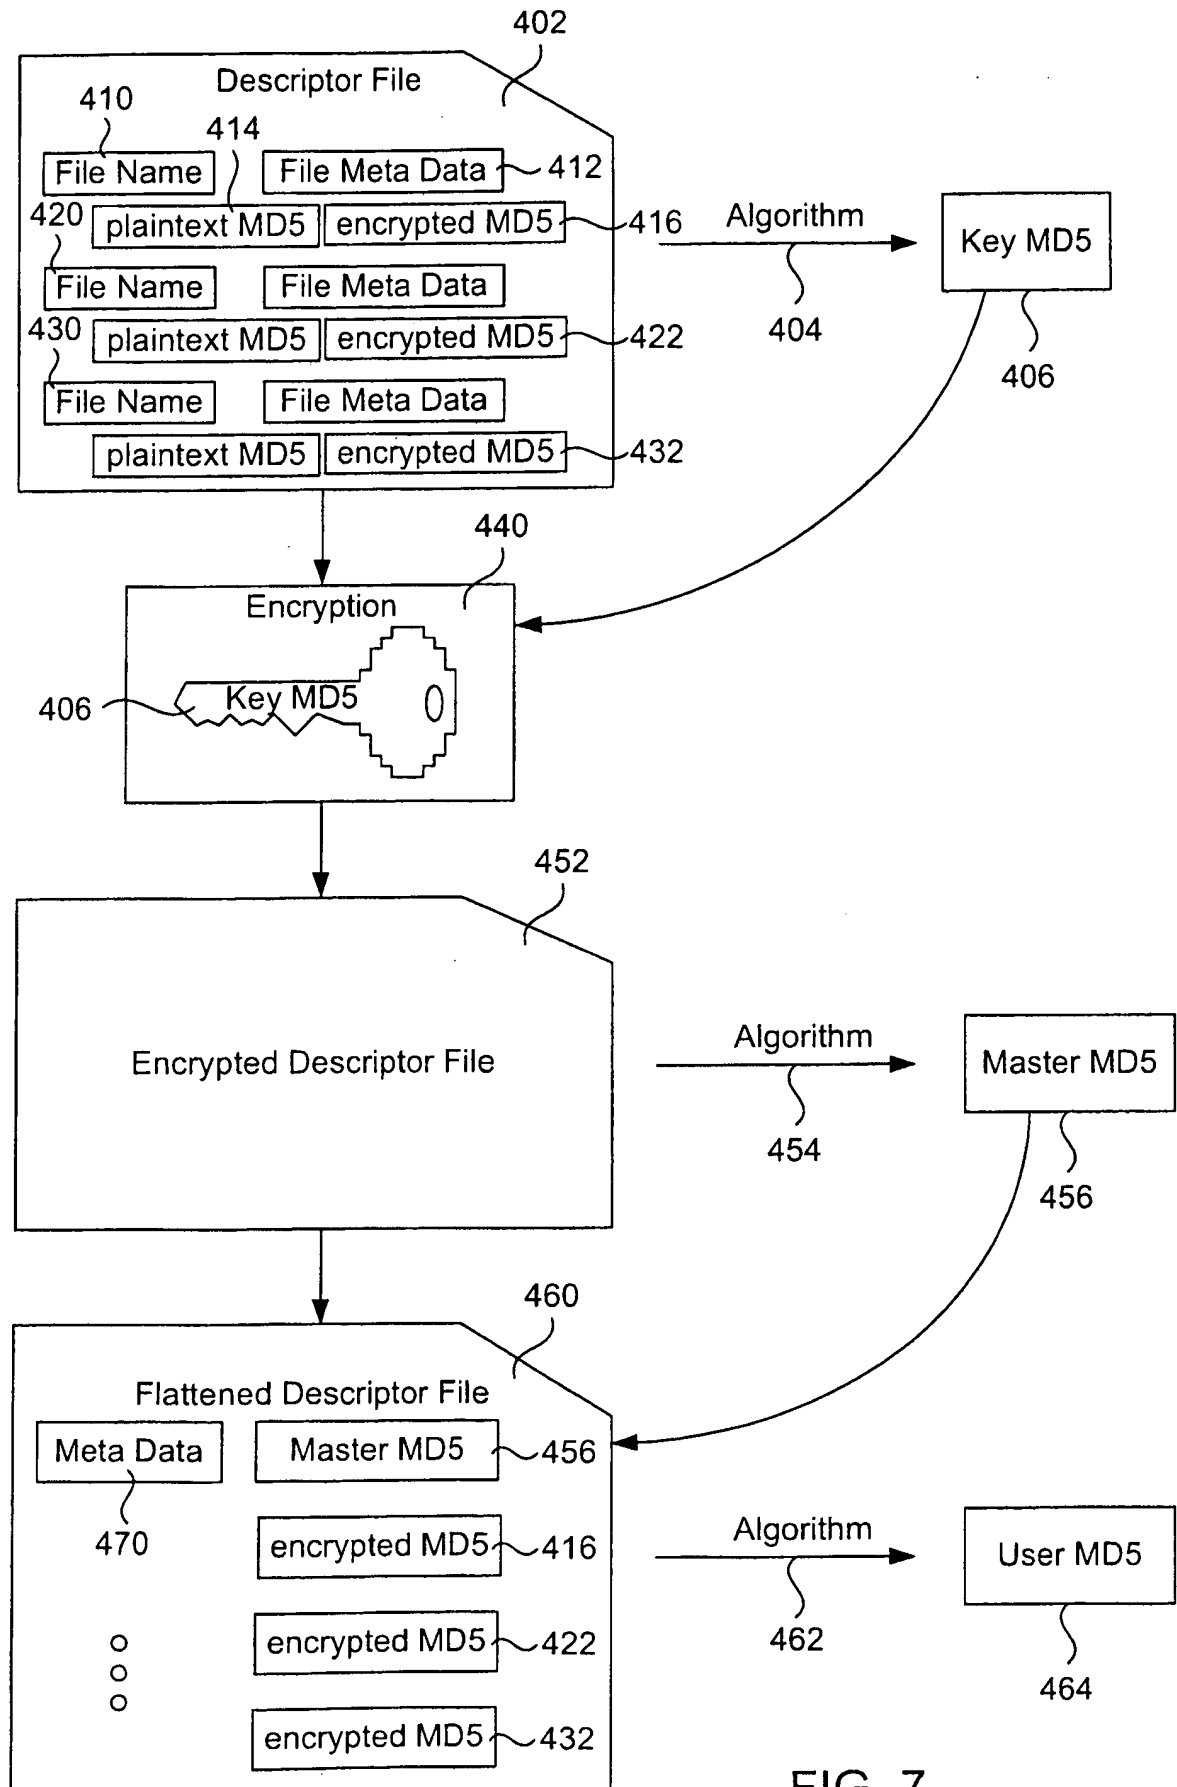 402
Descriptor File
410
414
File Name
File Meta Data
412
420
plaintext MD5
encrypted MD5
416
Algorithm
Key MD5
File Name
File Meta Data
404
406
430
plaintext MD5
encrypted MD5
422
File Name
File Meta Data
plaintext MD5
encrypted MD5
432
440
Encryption
406
Key MD5
452
Encrypted Descriptor File
Algorithm
Master MD5
454
456
460
Flattened Descriptor File
Meta Data
Master MD5
456
470
encrypted MD5
416
Algorithm
User MD5
462
464
encrypted MD5
422
encrypted MD5
432
FIG. 7